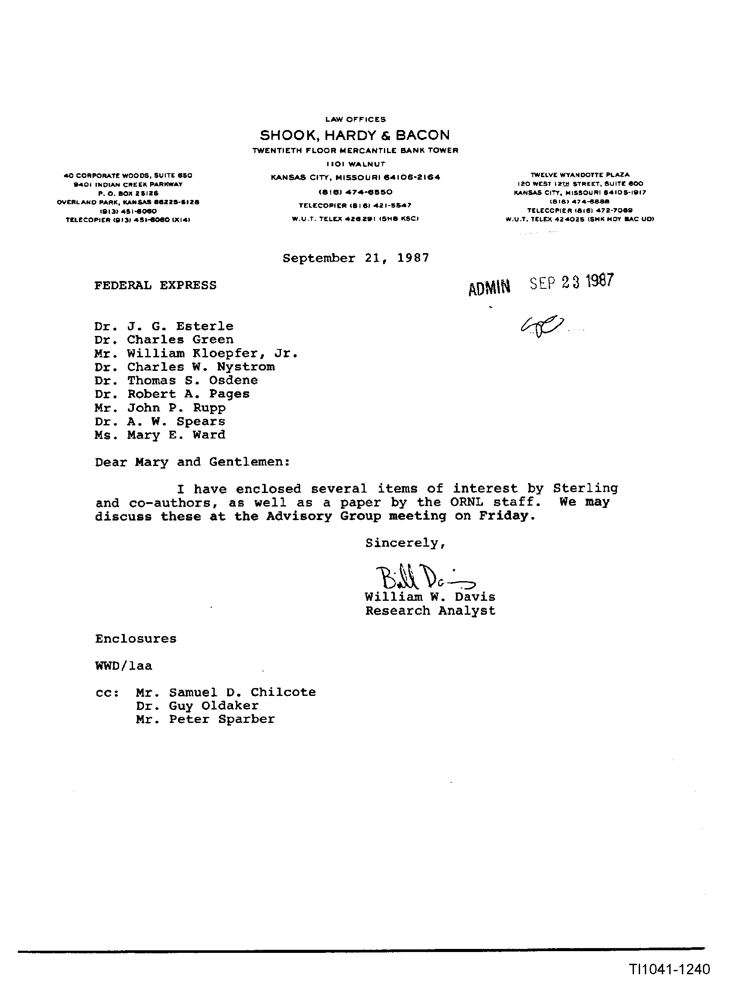 LAW OFFICES
SHOOK, HARDY & BACON
TWENTIETH FLOOR MERCANTILE BANK TOWER
1101 WALNUT
KANSAS CITY, MISSOURI 64106-2164
(816) 474-6550
TELECOPIER (816) 421-5547
W.U.T. TELEX 426291 (SHB KSC)
40 CORPORATE WOODS, SUITE 650
9401 INDIAN CREEK PARKWAY
P. O. BOX 25128
OVERLAND PARK, KANSAS 66225-5128
(913) 451-6060
TELECOPIER (913) 451-6060 (X14)
TWELVE WYANDOTTE PLAZA
120 WEST 12TH STREET, SUITE 600
KANSAS CITY, MISSOURI 64105-1917
(816) 474-8888
TELECOPIER (816) 472-7069
W.U.T. TELEX 424025 (SHK HDY BAC UD)
September 21, 1987
FEDERAL EXPRESS
ADMIN SEP 23 1987
Dr. J. G. Esterle
Dr. Charles Green
Mr. William Kloepfer, Jr.
Dr. Charles W. Nystrom
Dr. Thomas S. Osdene
Dr. Robert A. Pages
Mr. John P. Rupp
Dr. A. W. Spears
Ms. Mary E. Ward
Dear Mary and Gentlemen:
I have enclosed several items of interest by Sterling
and co-authors, as well as a paper by the ORNL staff. We may
discuss these at the Advisory Group meeting on Friday.
Sincerely,
Bill Davis
William W. Davis
Research Analyst
Enclosures
WWD/laa
cc: Mr. Samuel D. Chilcote
Dr. Guy Oldaker
Mr. Peter Sparber
TI1041-1240